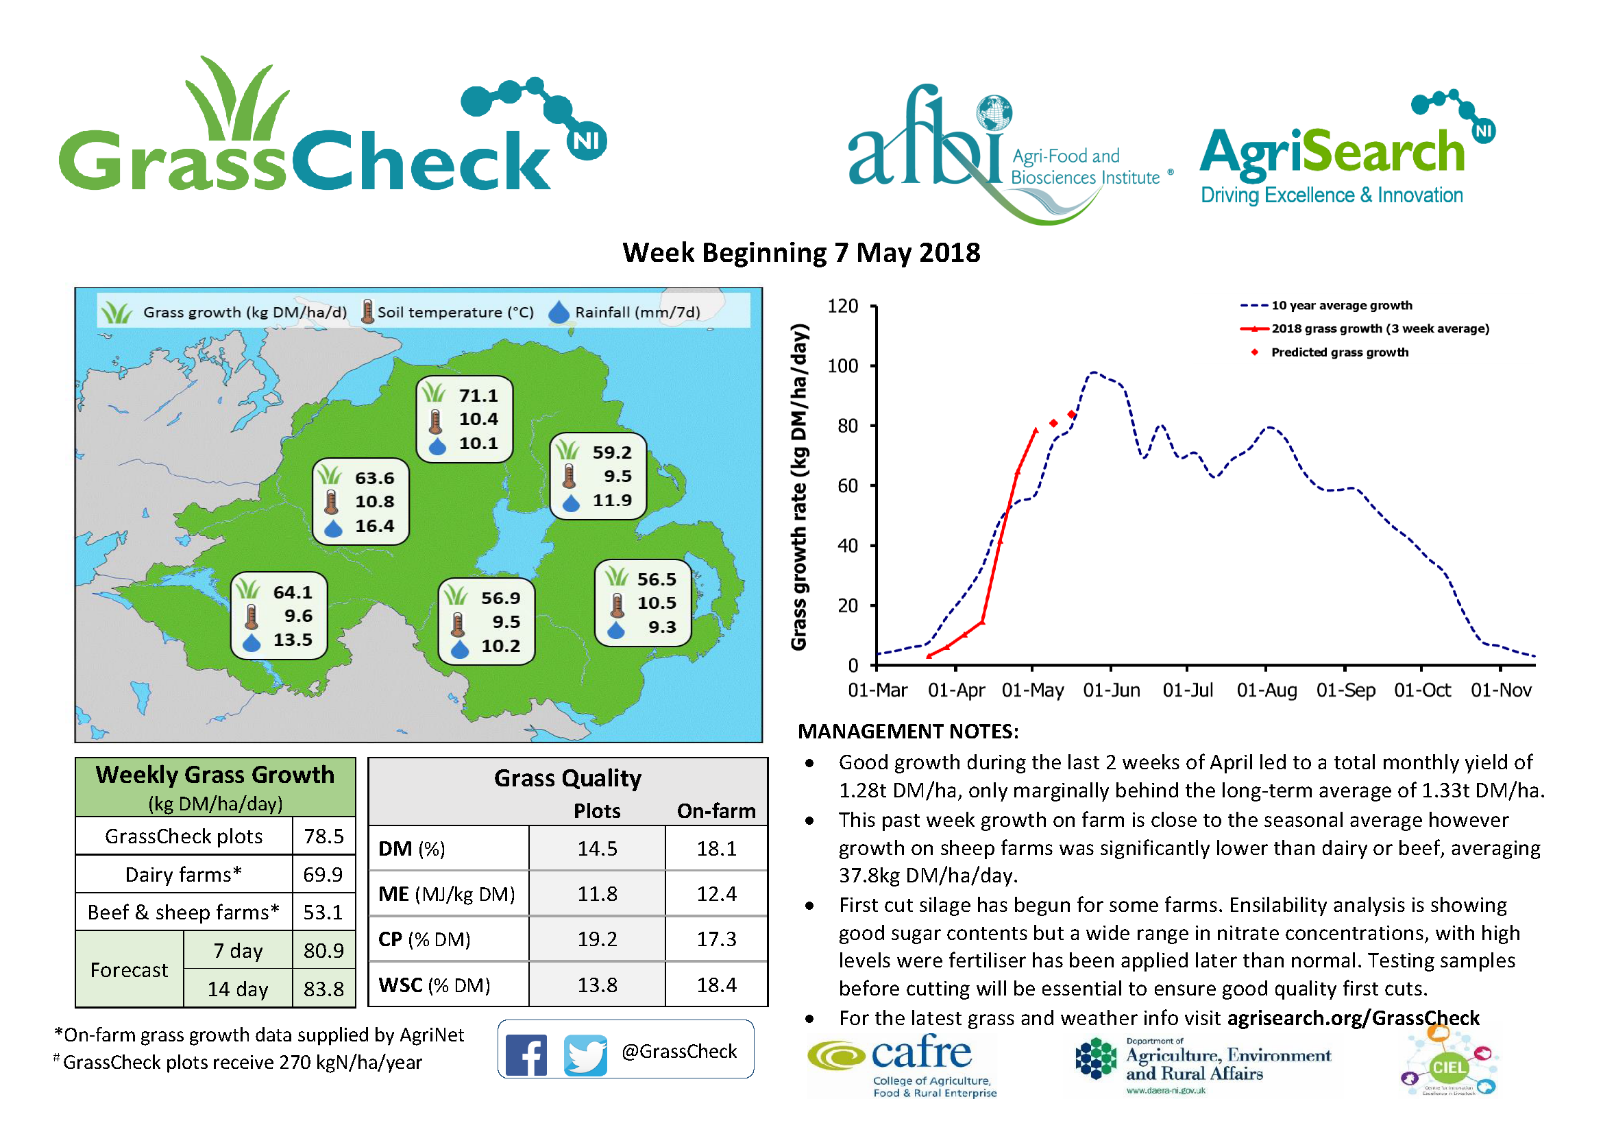 GrassCheck NI
afbi Agri-Food and
Biosciences Institute ®
AgriSearch NI
Driving Excellence & Innovation
Week Beginning 7 May 2018
Grass growth (kg DM/ha/d) Soil temperature (°C) Rainfall (mm/7d)
71.1
10.4
10.1
59.2
9.5
11.9
63.6
10.8
16.4
64.1
9.6
13.5
56.9
9.5
10.2
56.5
10.5
9.3
Grass growth rate (kg DM/ha/day)
120
100
80
60
40
20
0
01-Mar 01-Apr 01-May 01-Jun 01-Jul 01-Aug 01-Sep 01-Oct 01-Nov
10 year average growth
2018 grass growth (3 week average)
Predicted grass growth
Weekly Grass Growth
(kg DM/ha/day)
GrassCheck plots 78.5
Dairy farms* 69.9
Beef & sheep farms* 53.1
Forecast
7 day 80.9
14 day 83.8
Grass Quality
Plots On-farm
DM (%) 14.5 18.1
ME (MJ/kg DM) 11.8 12.4
CP (% DM) 19.2 17.3
WSC (% DM) 13.8 18.4
*On-farm grass growth data supplied by AgriNet
# GrassCheck plots receive 270 kgN/ha/year
@GrassCheck
MANAGEMENT NOTES:
• Good growth during the last 2 weeks of April led to a total monthly yield of
1.28t DM/ha, only marginally behind the long-term average of 1.33t DM/ha.
• This past week growth on farm is close to the seasonal average however
growth on sheep farms was significantly lower than dairy or beef, averaging
37.8kg DM/ha/day.
• First cut silage has begun for some farms. Ensilability analysis is showing
good sugar contents but a wide range in nitrate concentrations, with high
levels were fertiliser has been applied later than normal. Testing samples
before cutting will be essential to ensure good quality first cuts.
• For the latest grass and weather info visit agrisearch.org/GrassCheck
cafre
College of Agriculture,
Food & Rural Enterprise
Department of
Agriculture, Environment
and Rural Affairs
www.daera-ni.gov.uk
CIEL